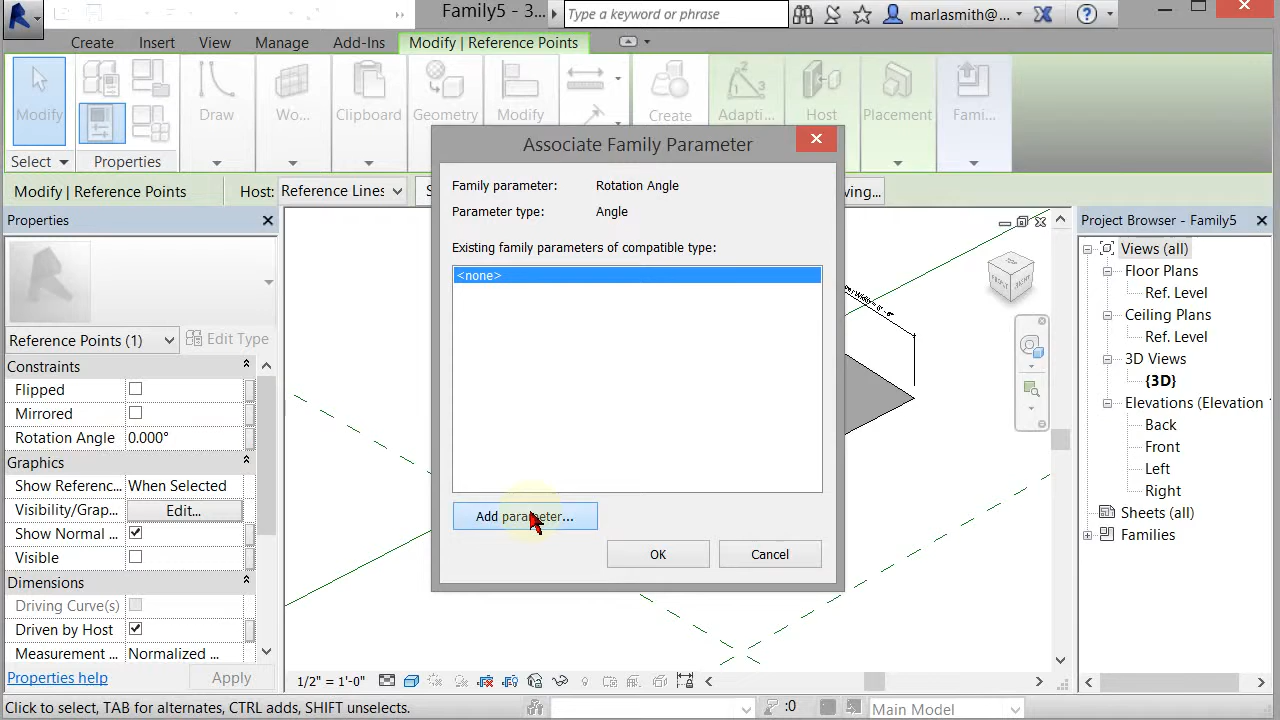 Family5 - 3...
Type a keyword or phrase
marlasmith@...
Create
Insert
View
Manage
Add-Ins
Modify | Reference Points
Modify
Draw
Wo...
Clipboard
Geometry
Modify
Create
Adapti...
Host
Placement
Fami...
Select
Properties
Modify | Reference Points
Host:
Reference Lines
S
ving...
Associate Family Parameter
Family parameter:
Rotation Angle
Parameter type:
Angle
Existing family parameters of compatible type:
<none>
Add parameter...
OK
Cancel
Properties
Reference Points (1)
Edit Type
Constraints
Flipped
Mirrored
Rotation Angle
0.000°
Graphics
Show Referenc...
When Selected
Visibility/Grap...
Edit...
Show Normal ...
Visible
Dimensions
Driving Curve(s)
Driven by Host
Measurement ...
Normalized ...
Properties help
Apply
FRONT
RIGHT
Project Browser - Family5
Views (all)
Floor Plans
Ref. Level
Ceiling Plans
Ref. Level
3D Views
{3D}
Elevations (Elevation
Back
Front
Left
Right
Sheets (all)
Families
1/2" = 1'-0"
Click to select, TAB for alternates, CTRL adds, SHIFT unselects.
:0
Main Model